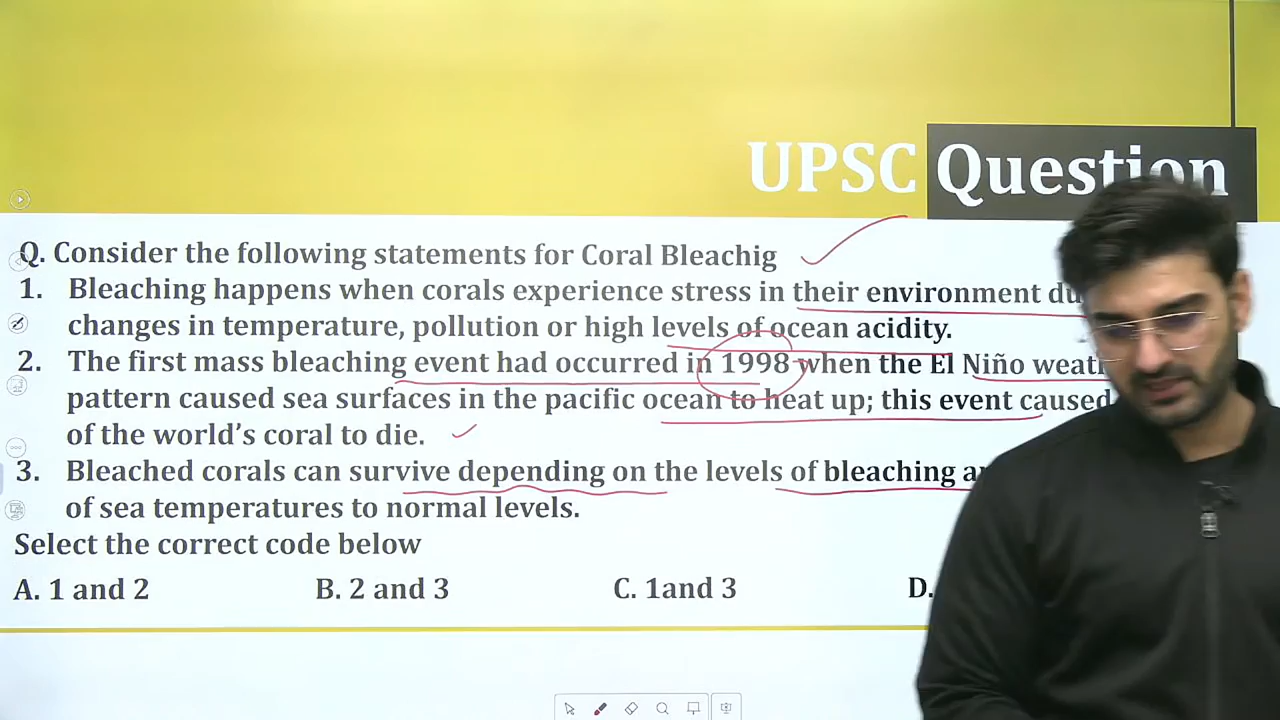 UPSC Question
Q. Consider the following statements for Coral Bleachig
1. Bleaching happens when corals experience stress in their environment
changes in temperature, pollution or high levels of ocean acidity.
2. The first mass bleaching event had occurred in 1998 when the El Niño
pattern caused sea surfaces in the pacific ocean to heat up; this event caused
of the world's coral to die.
3. Bleached corals can survive depending on the levels of bleaching
of sea temperatures to normal levels.
Select the correct code below
A. 1 and 2 B. 2 and 3 C. 1and 3 D.